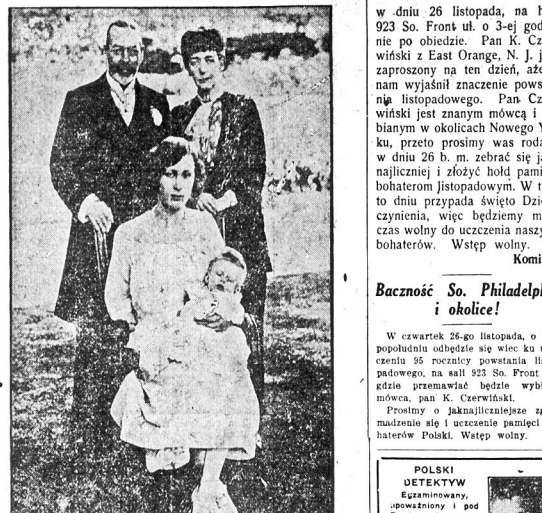 w dniu 26 listopada, na h
923 So. Front ul. o 3-ej god
nie po obiedzie. Pan K. Cz
wiński z East Orange, N. J. j
zaproszony na ten dzień, aże
nam wyjaśnił znaczenie pows
nia listopadowego. Pan Cz
wiński jest znanym mówcą i
bianym w okolicach Nowego Y
ku, przeto prosimy was roda
w dniu 26 b. m. zebrać się ja
najliczniej i złożyć hołd pami
bohaterom listopadowym. W t
to dniu przypada święto Dzie
czynienia, więc będziemy m
czas wolny do uczczenia naszy
bohaterów. Wstęp wolny.
Komi
Baczność So. Philadelph
i okolice!
W czwartek 26-go listopada, o
popołudniu odbędzie się wiec ku u
czeniu 95 rocznicy powstania li
padowego, na sali 923 So. Front
gdzie przemawiać będzie wybi
mówca, pan K. Czerwiński.
Prosimy o jaknajliczniejsze zg
madzenie się i uczczenie pamięci
haterów Polski. Wstęp wolny.
POLSKI
DETEKTYW
Egzaminowany,
upoważniony i pod